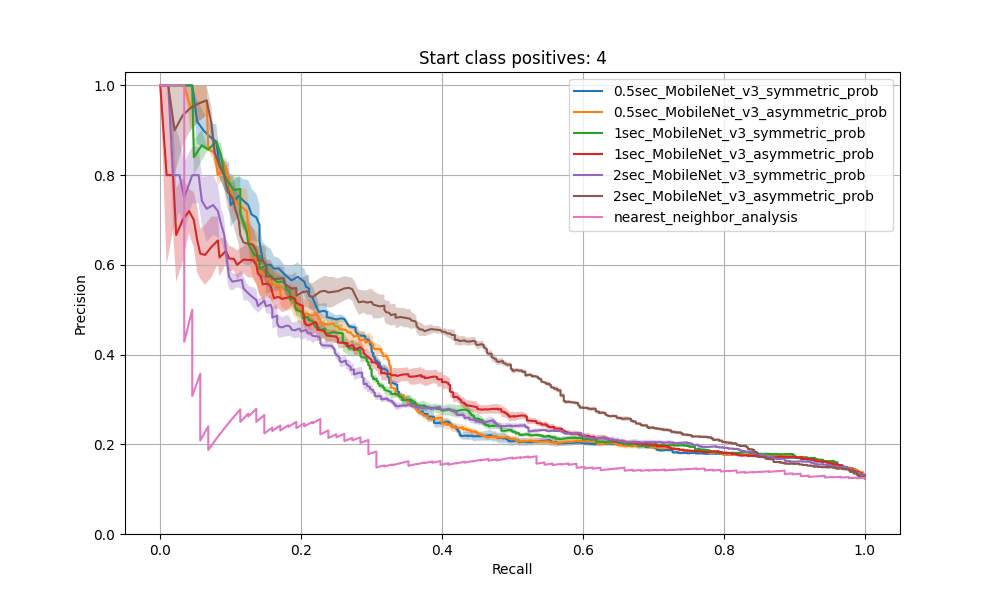 Start class positives: 4
1.0
0.8
0.6
0.4
0.2
0.0
Precision
0.5sec_MobileNet_v3_symmetric_prob
0.5sec_MobileNet_v3_asymmetric_prob
1sec_MobileNet_v3_symmetric_prob
1sec_MobileNet_v3_asymmetric_prob
2sec_MobileNet_v3_symmetric_prob
2sec_MobileNet_v3_asymmetric_prob
nearest_neighbor_analysis
0.0 0.2 0.4 0.6 0.8 1.0
Recall